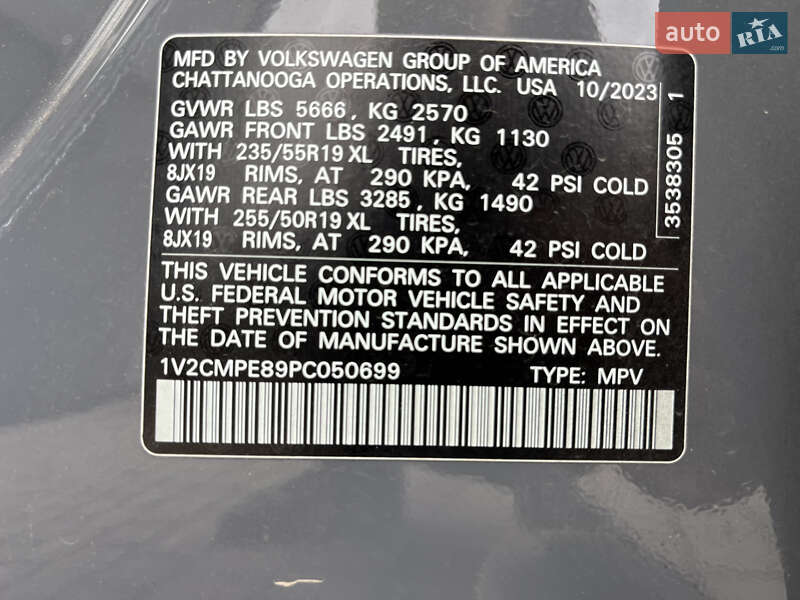 auto RIA
.com
MFD BY VOLKSWAGEN GROUP OF AMERICA
CHATTANOOGA OPERATIONS, LLC. USA 10/2023
GVWR LBS 5666, KG 2570
GAWR FRONT LBS 2491, KG 1130
WITH 235/55R19 XL TIRES,
8JX19 RIMS, AT 290 KPA, 42 PSI COLD
GAWR REAR LBS 3285, KG 1490
WITH 255/50R19 XL TIRES,
8JX19 RIMS, AT 290 KPA, 42 PSI COLD
3538305 1
THIS VEHICLE CONFORMS TO ALL APPLICABLE
U.S. FEDERAL MOTOR VEHICLE SAFETY AND
THEFT PREVENTION STANDARDS IN EFFECT ON
THE DATE OF MANUFACTURE SHOWN ABOVE.
1V2CMPE89PC050699 TYPE: MPV